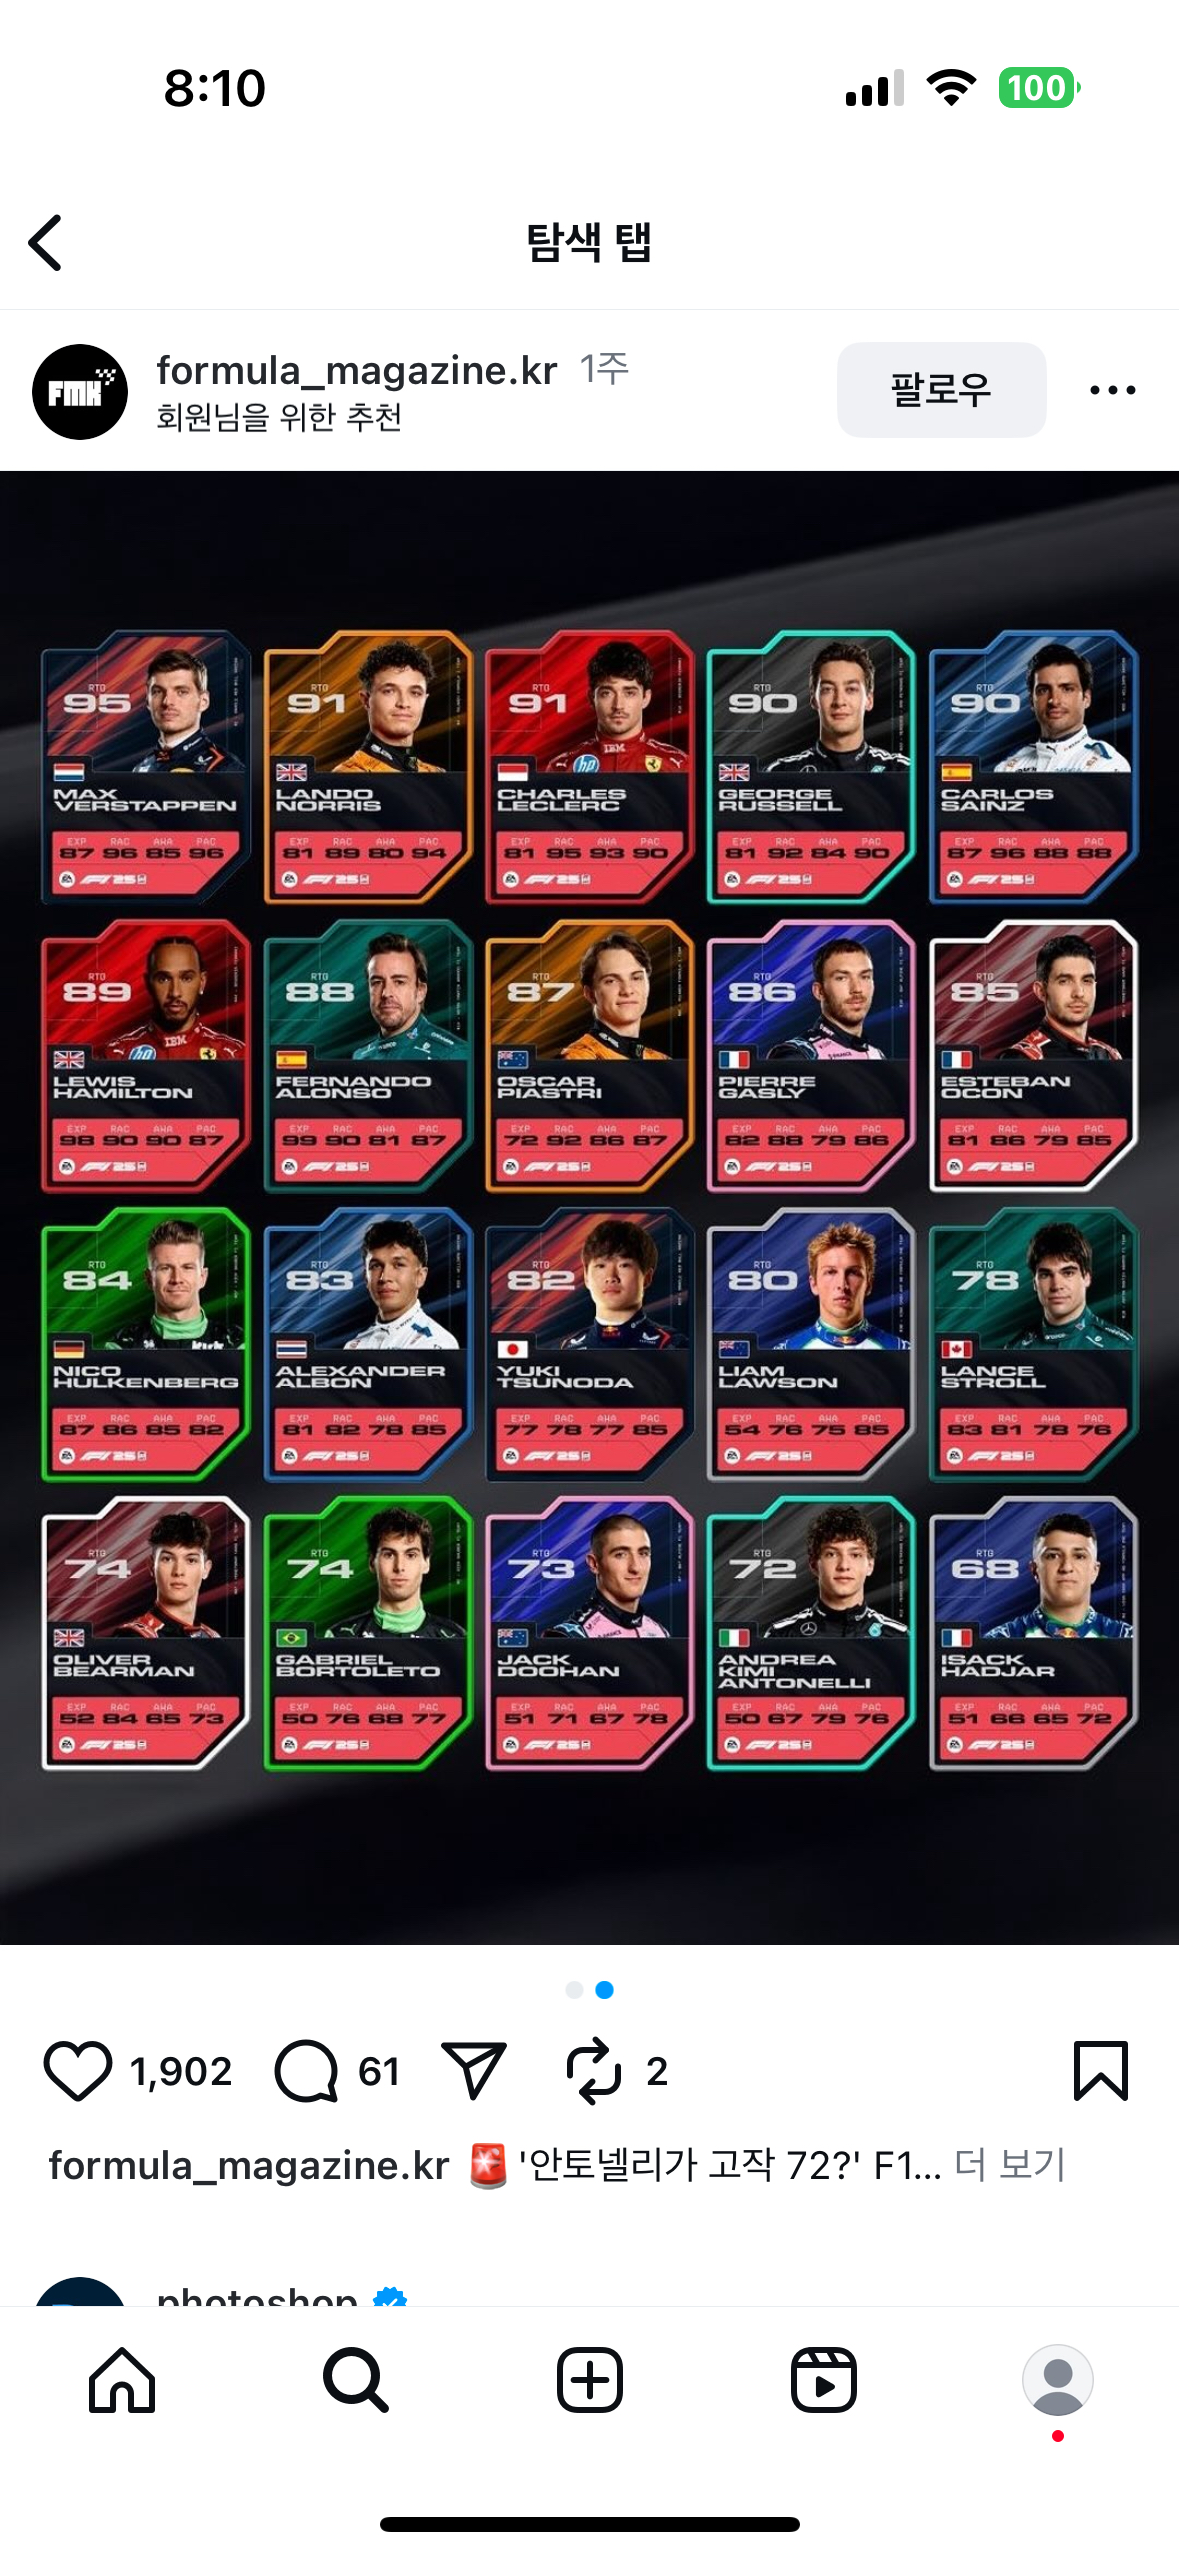 8:10
100
탐색 탭
FMK
formula_magazine.kr 1주
회원님을 위한 추천
팔로우
RTG
95
MAX
VERSTAPPEN
EXP RAC AWA PAC
87 96 85 96
F1 25
RTG
91
LANDO
NORRIS
EXP RAC AWA PAC
81 89 80 94
F1 25
RTG
91
IBM
hp
CHARLES
LECLERC
EXP RAC AWA PAC
81 95 93 90
F1 25
RTG
90
GEORGE
RUSSELL
EXP RAC AWA PAC
81 92 84 90
F1 25
RTG
90
CARLOS
SAINZ
EXP RAC AWA PAC
87 96 88 88
F1 25
RTG
89
IBM
hp
LEWIS
HAMILTON
EXP RAC AWA PAC
98 90 90 87
F1 25
RTG
88
FERNANDO
ALONSO
EXP RAC AWA PAC
99 90 81 87
F1 25
RTG
87
OSCAR
PIASTRI
EXP RAC AWA PAC
72 92 86 87
F1 25
RTG
86
PIERRE
GASLY
EXP RAC AWA PAC
82 88 79 86
F1 25
RTG
85
ESTEBAN
OCON
EXP RAC AWA PAC
81 86 79 85
F1 25
RTG
84
NICO
HULKENBERG
EXP RAC AWA PAC
87 86 85 82
F1 25
RTG
83
ALEXANDER
ALBON
EXP RAC AWA PAC
81 82 78 85
F1 25
RTG
82
YUKI
TSUNODA
EXP RAC AWA PAC
77 78 77 85
F1 25
RTG
80
LIAM
LAWSON
EXP RAC AWA PAC
54 76 75 85
F1 25
RTG
78
LANCE
STROLL
EXP RAC AWA PAC
83 81 78 76
F1 25
RTG
74
OLIVER
BEARMAN
EXP RAC AWA PAC
52 84 65 73
F1 25
RTG
74
GABRIEL
BORTOLETO
EXP RAC AWA PAC
50 76 68 77
F1 25
RTG
73
JACK
DOOHAN
EXP RAC AWA PAC
51 71 67 78
F1 25
RTG
72
ANDREA
KIMI
ANTONELLI
EXP RAC AWA PAC
50 67 79 76
F1 25
RTG
68
ISACK
HADJAR
EXP RAC AWA PAC
51 66 65 72
F1 25
1,902 61 2
formula_magazine.kr 🚨 '안토넬리가 고작 72?' F1... 더 보기
photoshop